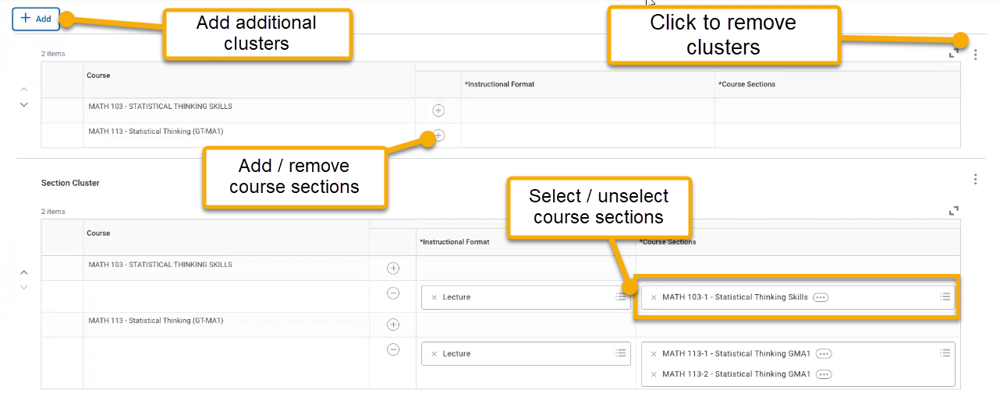 + Add
Add additional
clusters
Click to remove
clusters
2 items
Course
*Instructional Format
*Course Sections
MATH 103 - STATISTICAL THINKING SKILLS
MATH 113 - Statistical Thinking (GT-MA1)
Add / remove
course sections
Section Cluster
Select / unselect
course sections
2 items
Course
*Instructional Format
*Course Sections
MATH 103 - STATISTICAL THINKING SKILLS
× Lecture
× MATH 103-1 - Statistical Thinking Skills
MATH 113 - Statistical Thinking (GT-MA1)
× Lecture
× MATH 113-1 - Statistical Thinking GMA1
× MATH 113-2 - Statistical Thinking GMA1